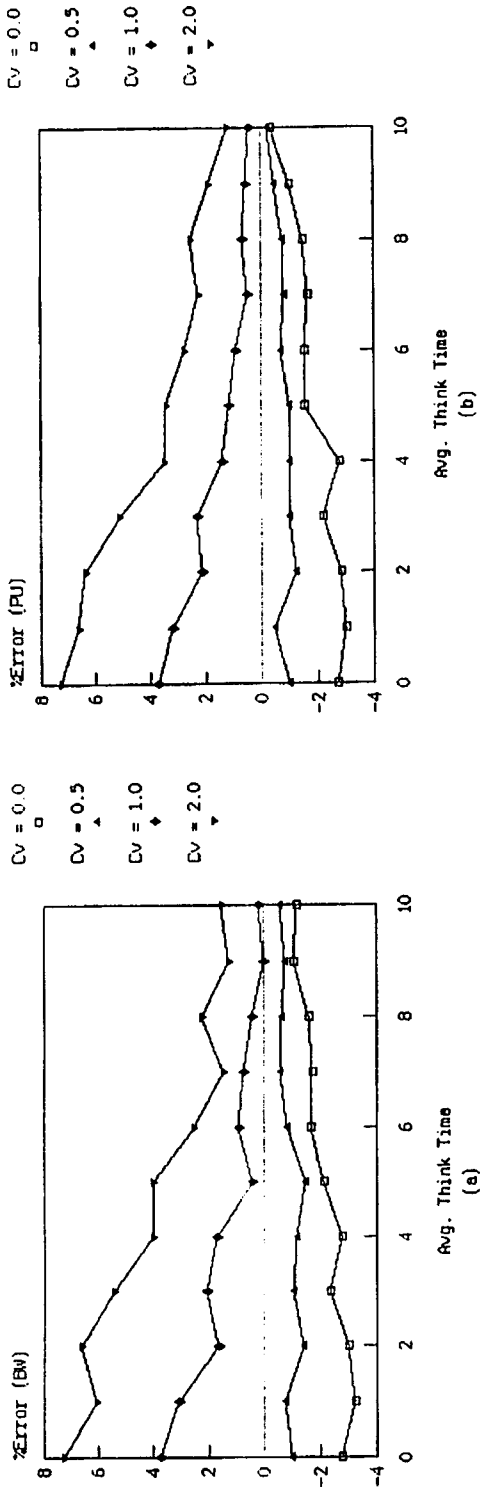 %Error (BW)
8
6
4
2
0
-2
-4
0 2 4 6 8 10
Avg. Think Time
(a)
Cv = 0.0
Cv = 0.5
Cv = 1.0
Cv = 2.0
%Error (PU)
8
6
4
2
0
-2
-4
0 2 4 6 8 10
Avg. Think Time
(b)
Cv = 0.0
Cv = 0.5
Cv = 1.0
Cv = 2.0